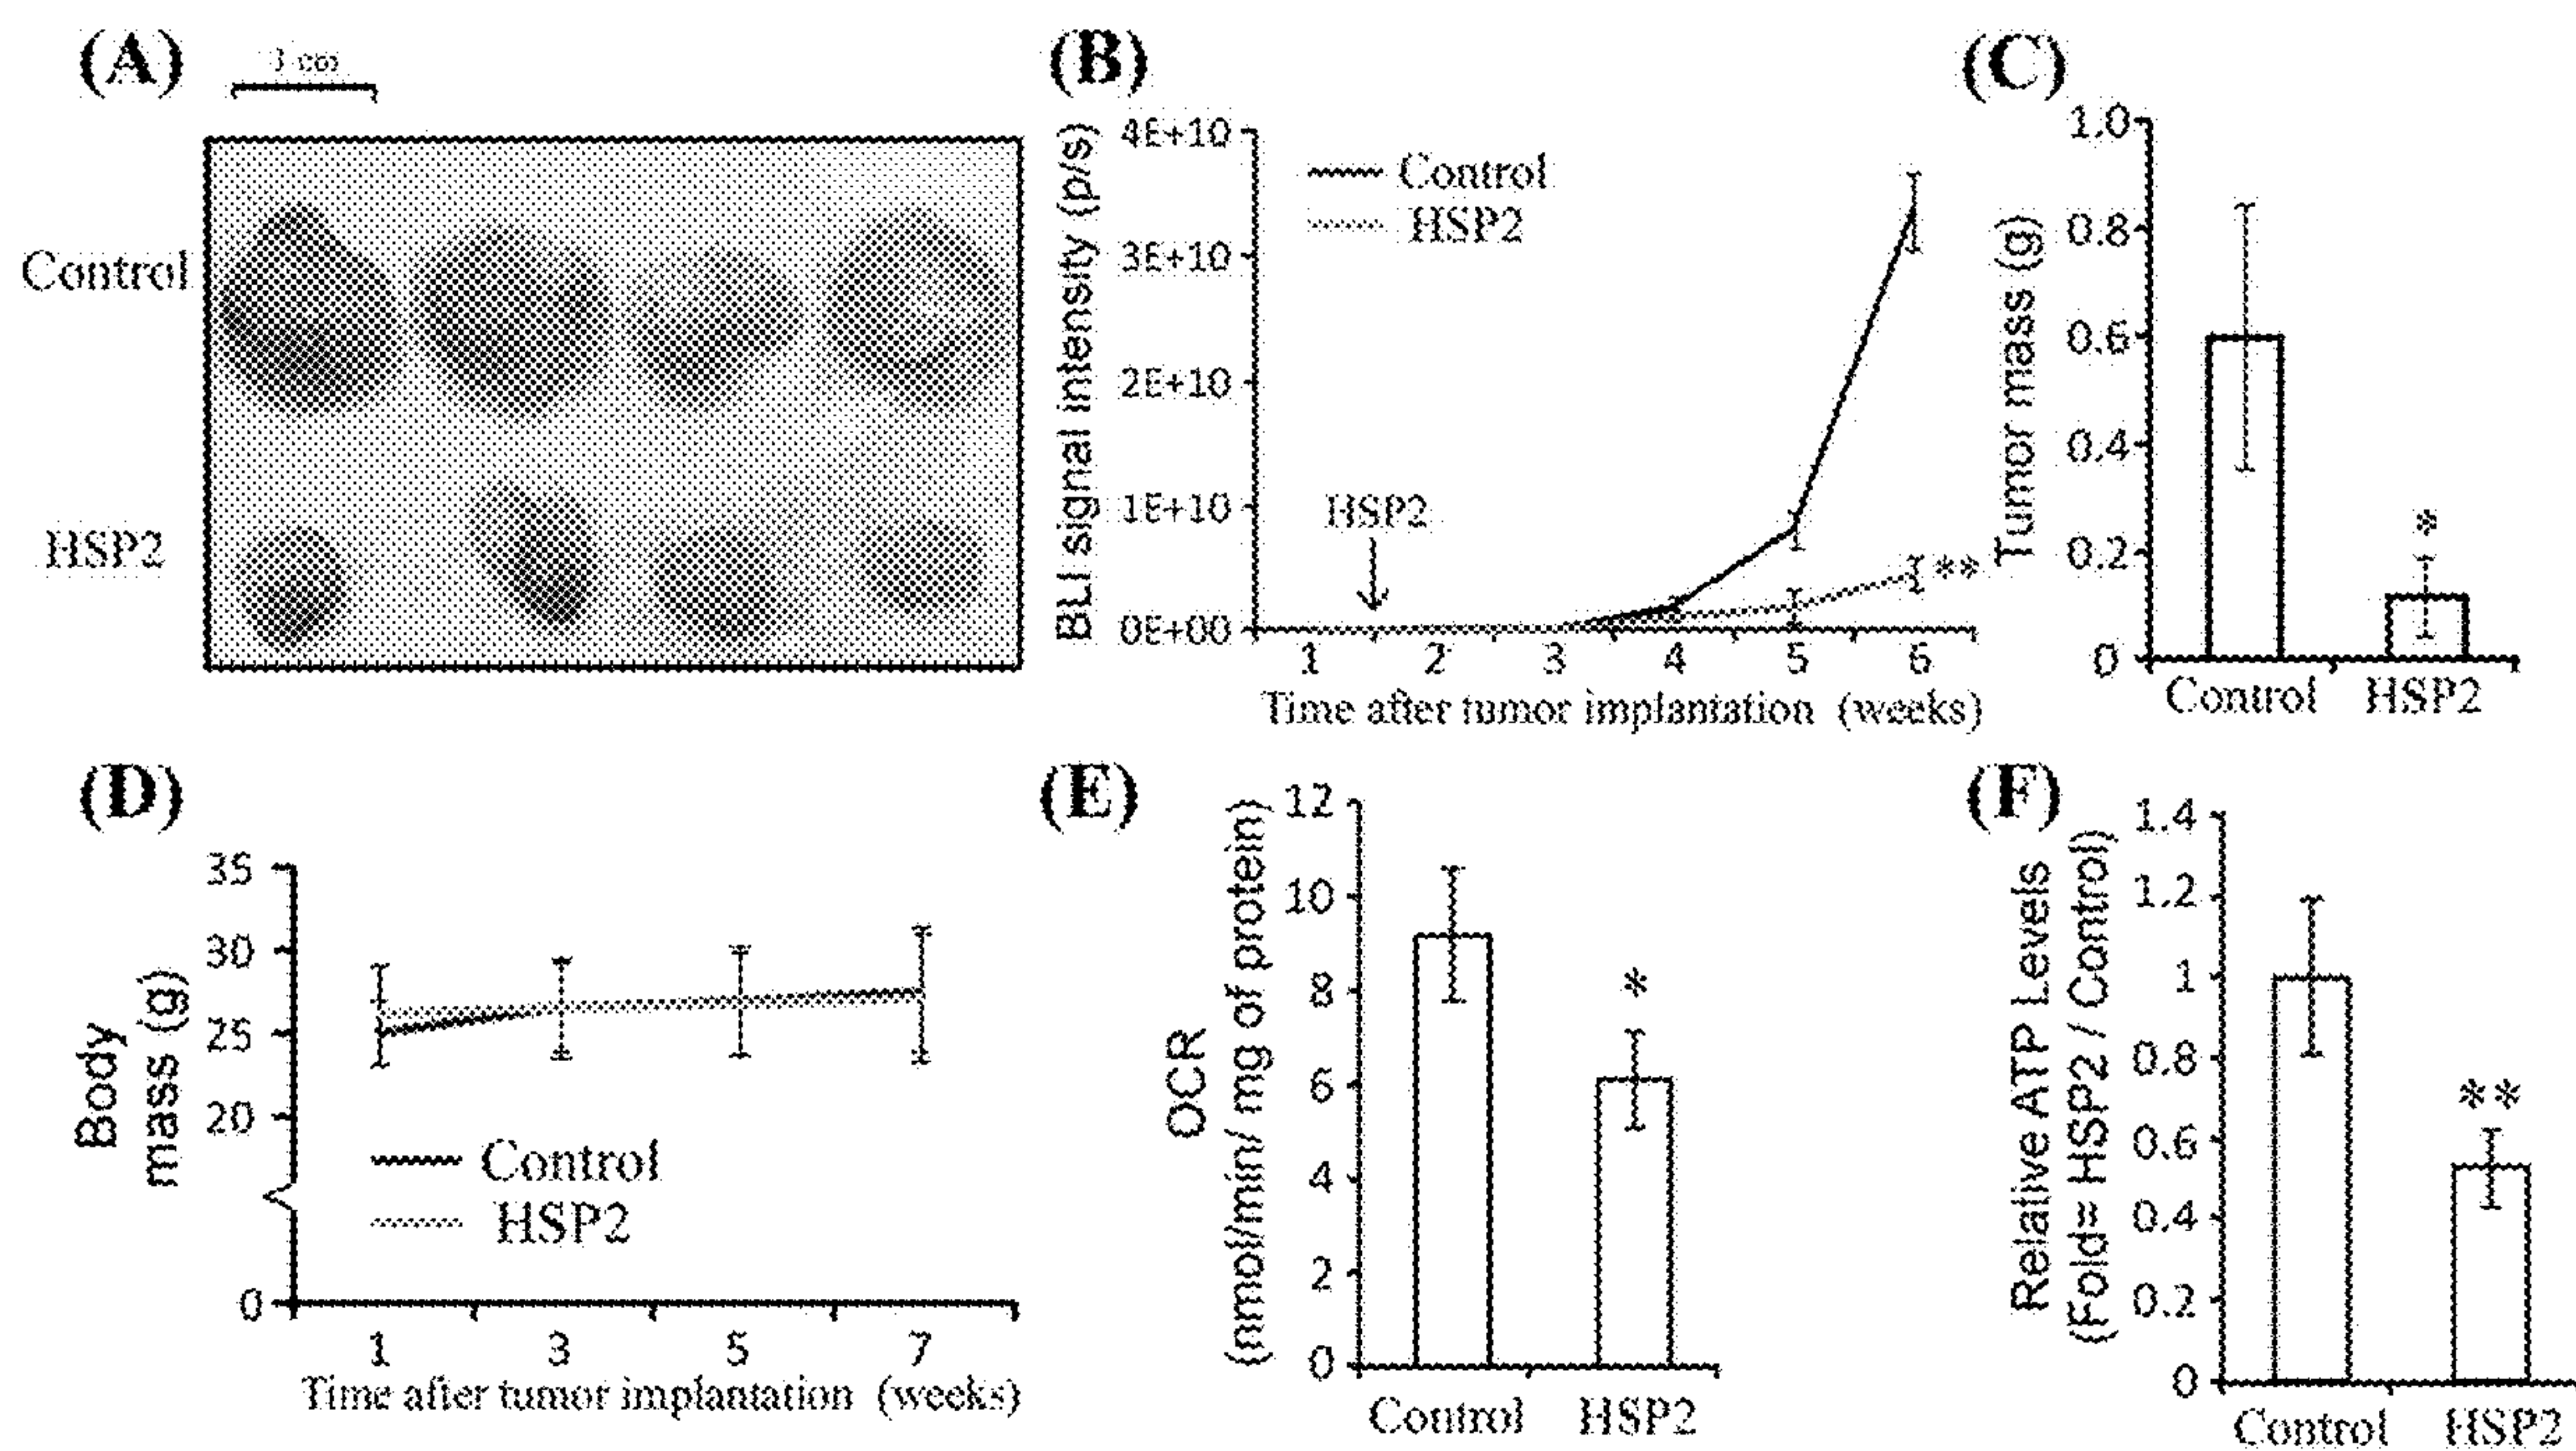 (A)
1 cm
Control
HSP2
(B)
BLI signal intensity (p/s)
4E+10
3E+10
2E+10
1E+10
0E+00
Control
HSP2
HSP2
**
1 2 3 4 5 6
Time after tumor implantation (weeks)
(C)
Tumor mass (g)
1.0
0.8
0.6
0.4
0.2
0
*
Control HSP2
(D)
Body
mass (g)
35
30
25
20
0
Control
HSP2
1 3 5 7
Time after tumor implantation (weeks)
(E)
OCR
(nmol/min/ mg of protein)
12
10
8
6
4
2
0
*
Control HSP2
(F)
Relative ATP Levels
(Fold= HSP2 / Control)
1.4
1.2
1
0.8
0.6
0.4
0.2
0
**
Control HSP2